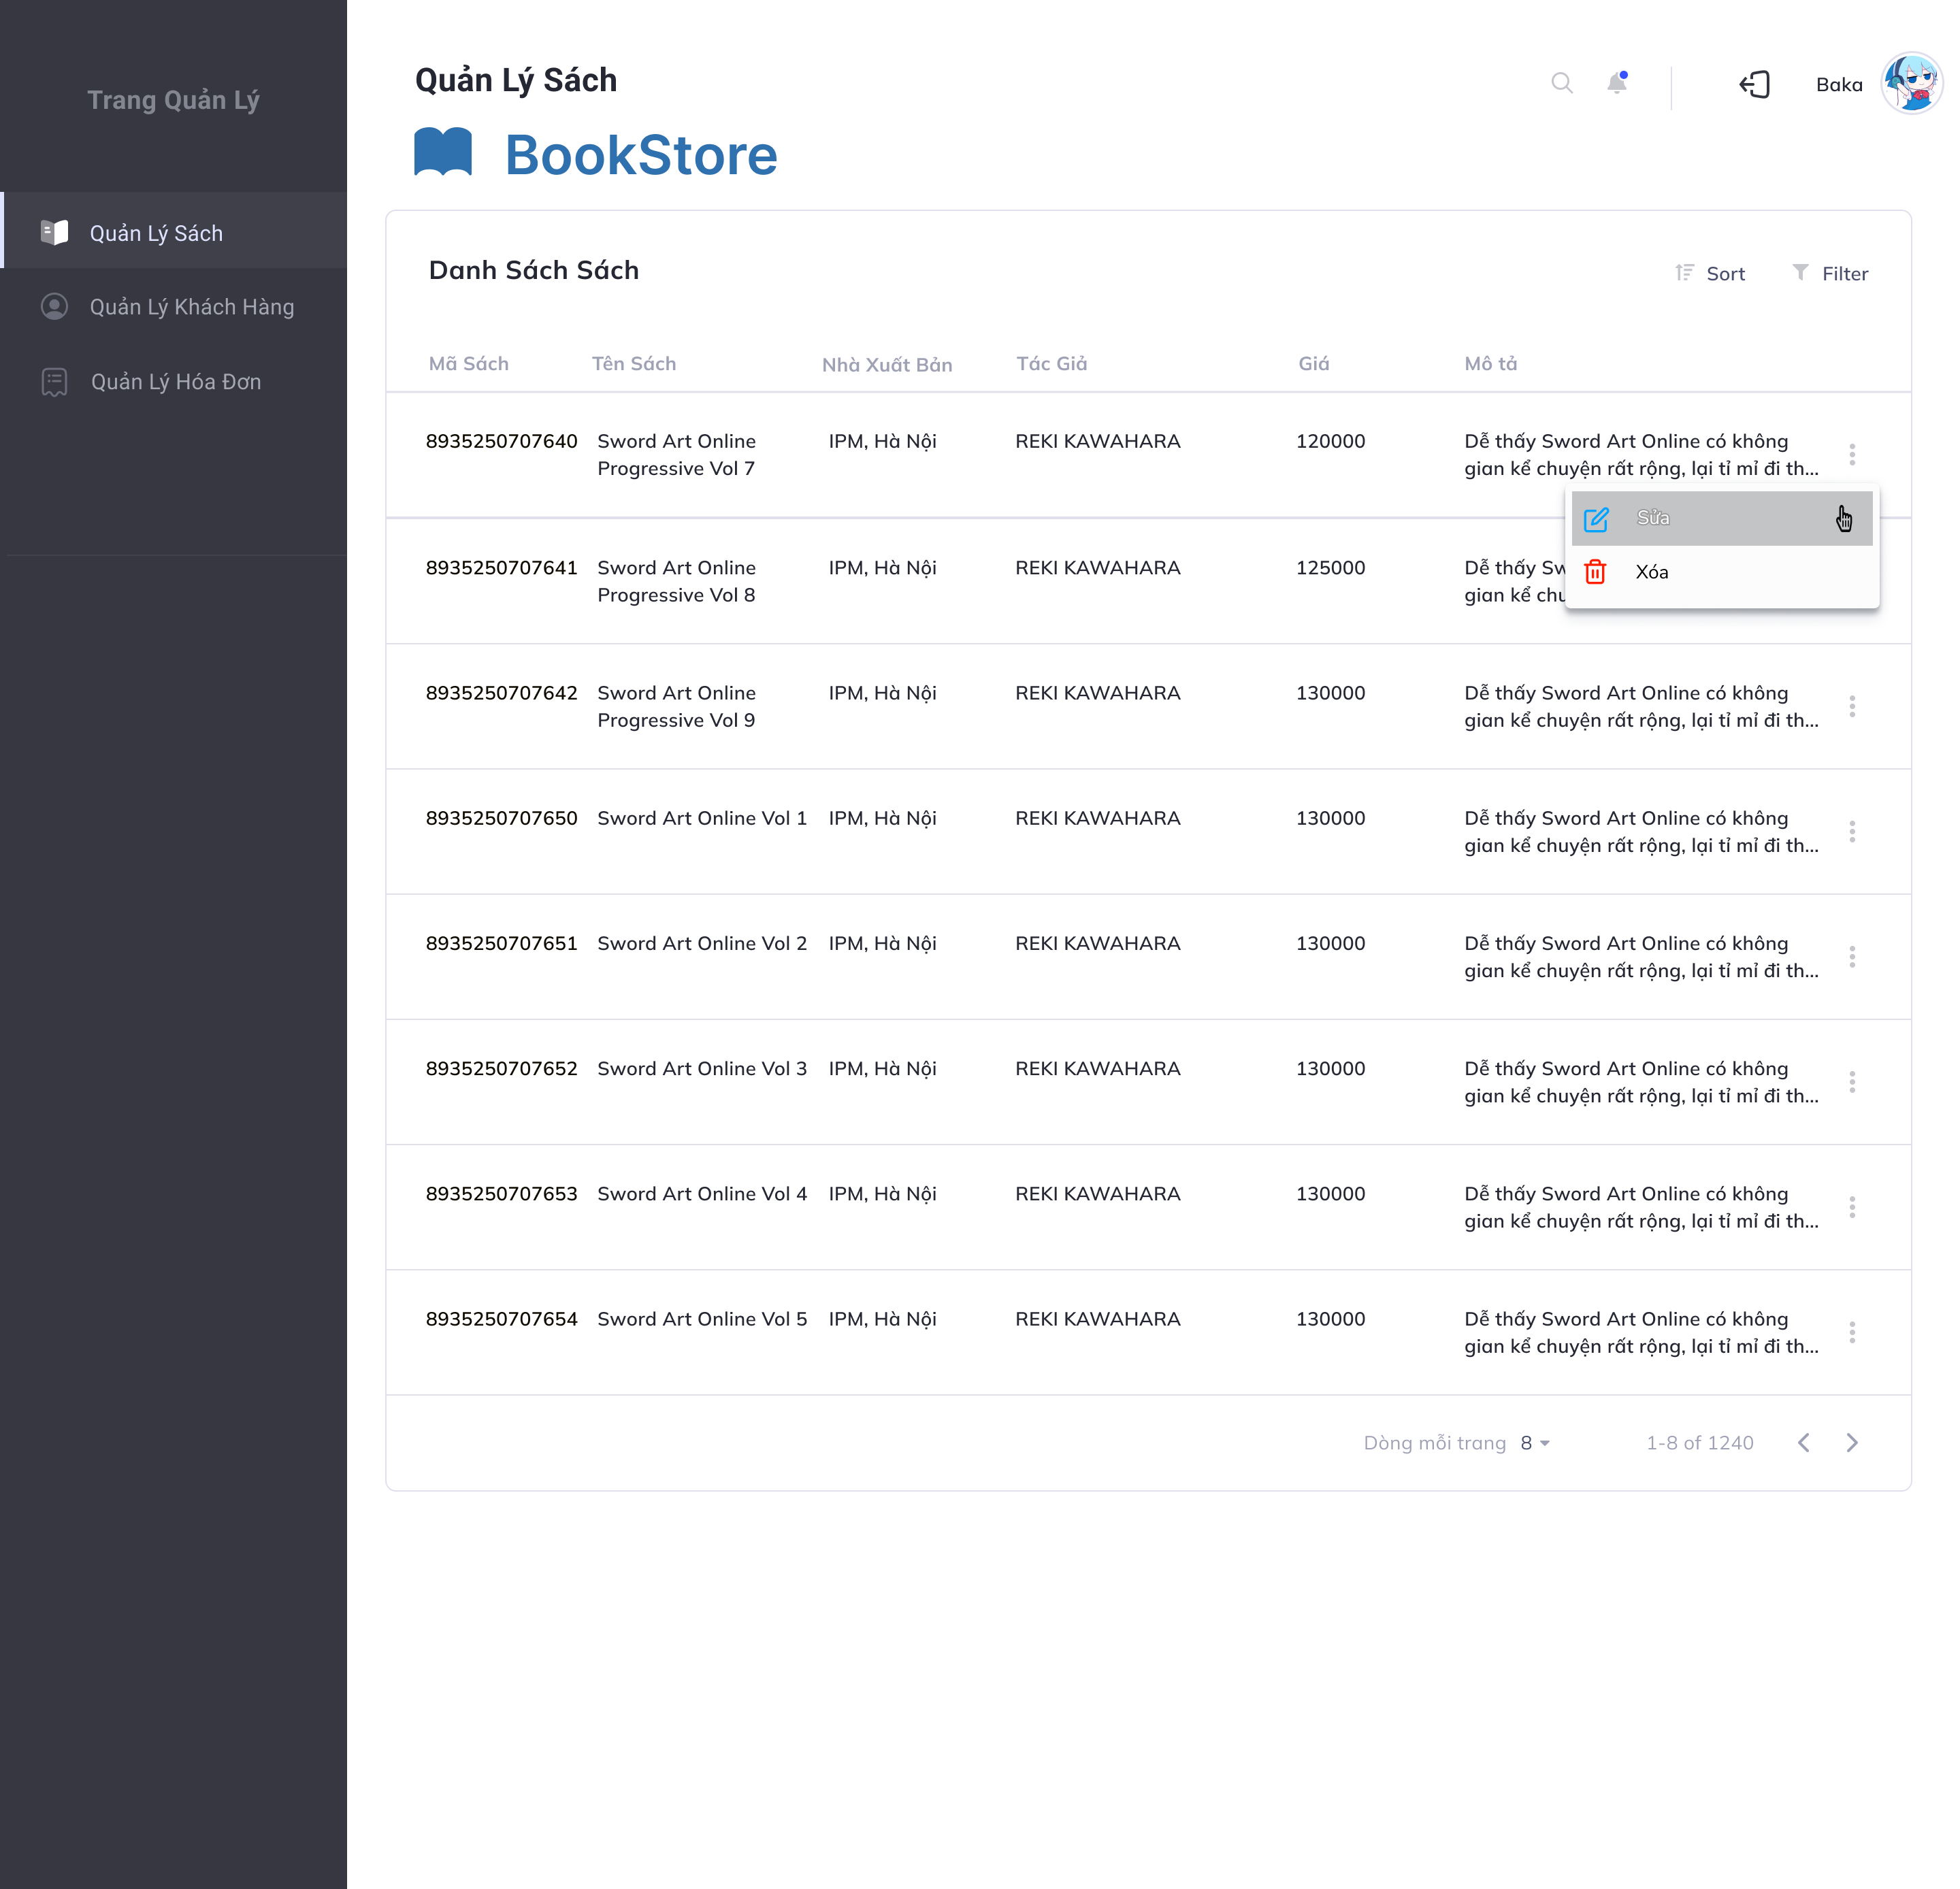 Trang Quản Lý
Quản Lý Sách
Quản Lý Khách Hàng
Quản Lý Hóa Đơn
Quản Lý Sách
Baka
BookStore
Danh Sách Sách
Sort
Filter
Mã Sách Tên Sách Nhà Xuất Bản Tác Giả Giá Mô tả
8935250707640 Sword Art Online IPM, Hà Nội REKI KAWAHARA 120000 Dễ thấy Sword Art Online có không
Progressive Vol 7 gian kể chuyện rất rộng, lại tỉ mỉ đi th...
Sửa
Xóa
8935250707641 Sword Art Online IPM, Hà Nội REKI KAWAHARA 125000 Dễ thấy Sw
Progressive Vol 8 gian kể chu
8935250707642 Sword Art Online IPM, Hà Nội REKI KAWAHARA 130000 Dễ thấy Sword Art Online có không
Progressive Vol 9 gian kể chuyện rất rộng, lại tỉ mỉ đi th...
8935250707650 Sword Art Online Vol 1 IPM, Hà Nội REKI KAWAHARA 130000 Dễ thấy Sword Art Online có không
gian kể chuyện rất rộng, lại tỉ mỉ đi th...
8935250707651 Sword Art Online Vol 2 IPM, Hà Nội REKI KAWAHARA 130000 Dễ thấy Sword Art Online có không
gian kể chuyện rất rộng, lại tỉ mỉ đi th...
8935250707652 Sword Art Online Vol 3 IPM, Hà Nội REKI KAWAHARA 130000 Dễ thấy Sword Art Online có không
gian kể chuyện rất rộng, lại tỉ mỉ đi th...
8935250707653 Sword Art Online Vol 4 IPM, Hà Nội REKI KAWAHARA 130000 Dễ thấy Sword Art Online có không
gian kể chuyện rất rộng, lại tỉ mỉ đi th...
8935250707654 Sword Art Online Vol 5 IPM, Hà Nội REKI KAWAHARA 130000 Dễ thấy Sword Art Online có không
gian kể chuyện rất rộng, lại tỉ mỉ đi th...
Dòng mỗi trang 8 1-8 of 1240